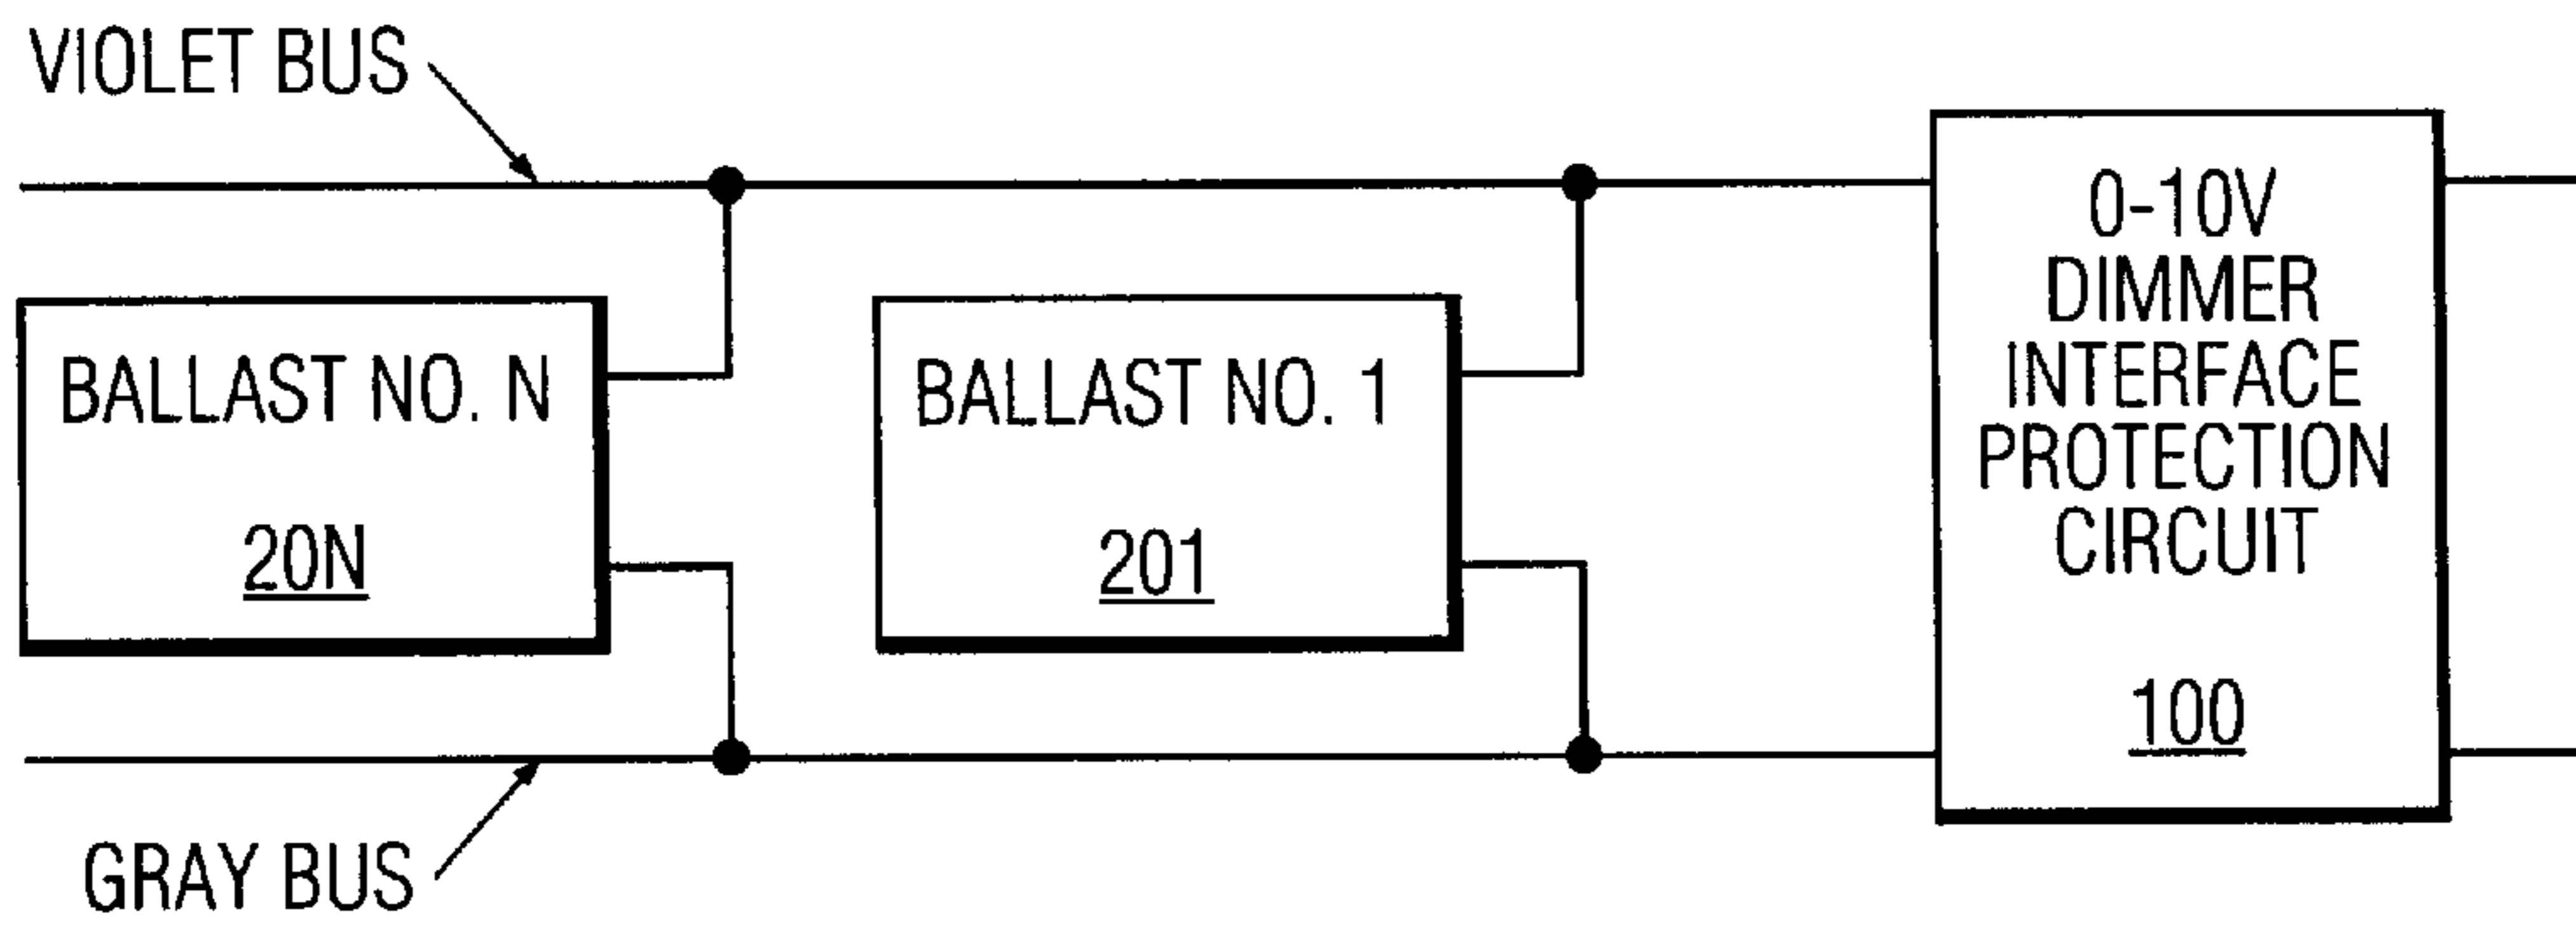 VIOLET BUS
BALLAST NO. N
20N
BALLAST NO. 1
201
0-10V
DIMMER
INTERFACE
PROTECTION
CIRCUIT
100
GRAY BUS